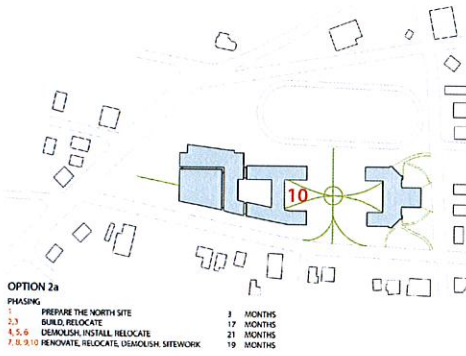 10
OPTION 2a
PHASING
1 PREPARE THE NORTH SITE 3 MONTHS
2,3 BUILD, RELOCATE 17 MONTHS
4, 5, 6 DEMOLISH, INSTALL, RELOCATE 21 MONTHS
7, 8, 9,10 RENOVATE, RELOCATE, DEMOLISH, SITEWORK 19 MONTHS